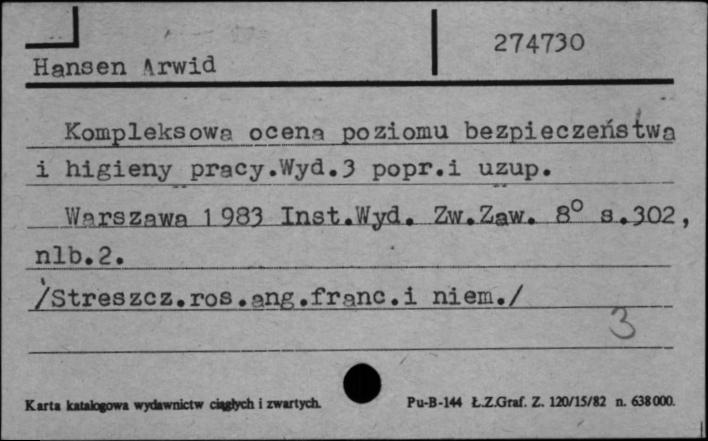 274730
Hansen Arwid
Kompleksowa ocena poziomu bezpieczeństwa
i higieny pracy.Wyd.3 popr.i uzup.
Warszawa 1983 Inst.Wyd. Zw.Zaw. 8° s.302,
nlb.2.
/Streszcz.ros.ang.franc.i niem./
3
Karta katalogowa wydawnictw ciągłych i zwartych.
Pu-B-144 Ł.Z.Graf. Z. 120/15/82 n. 638000.